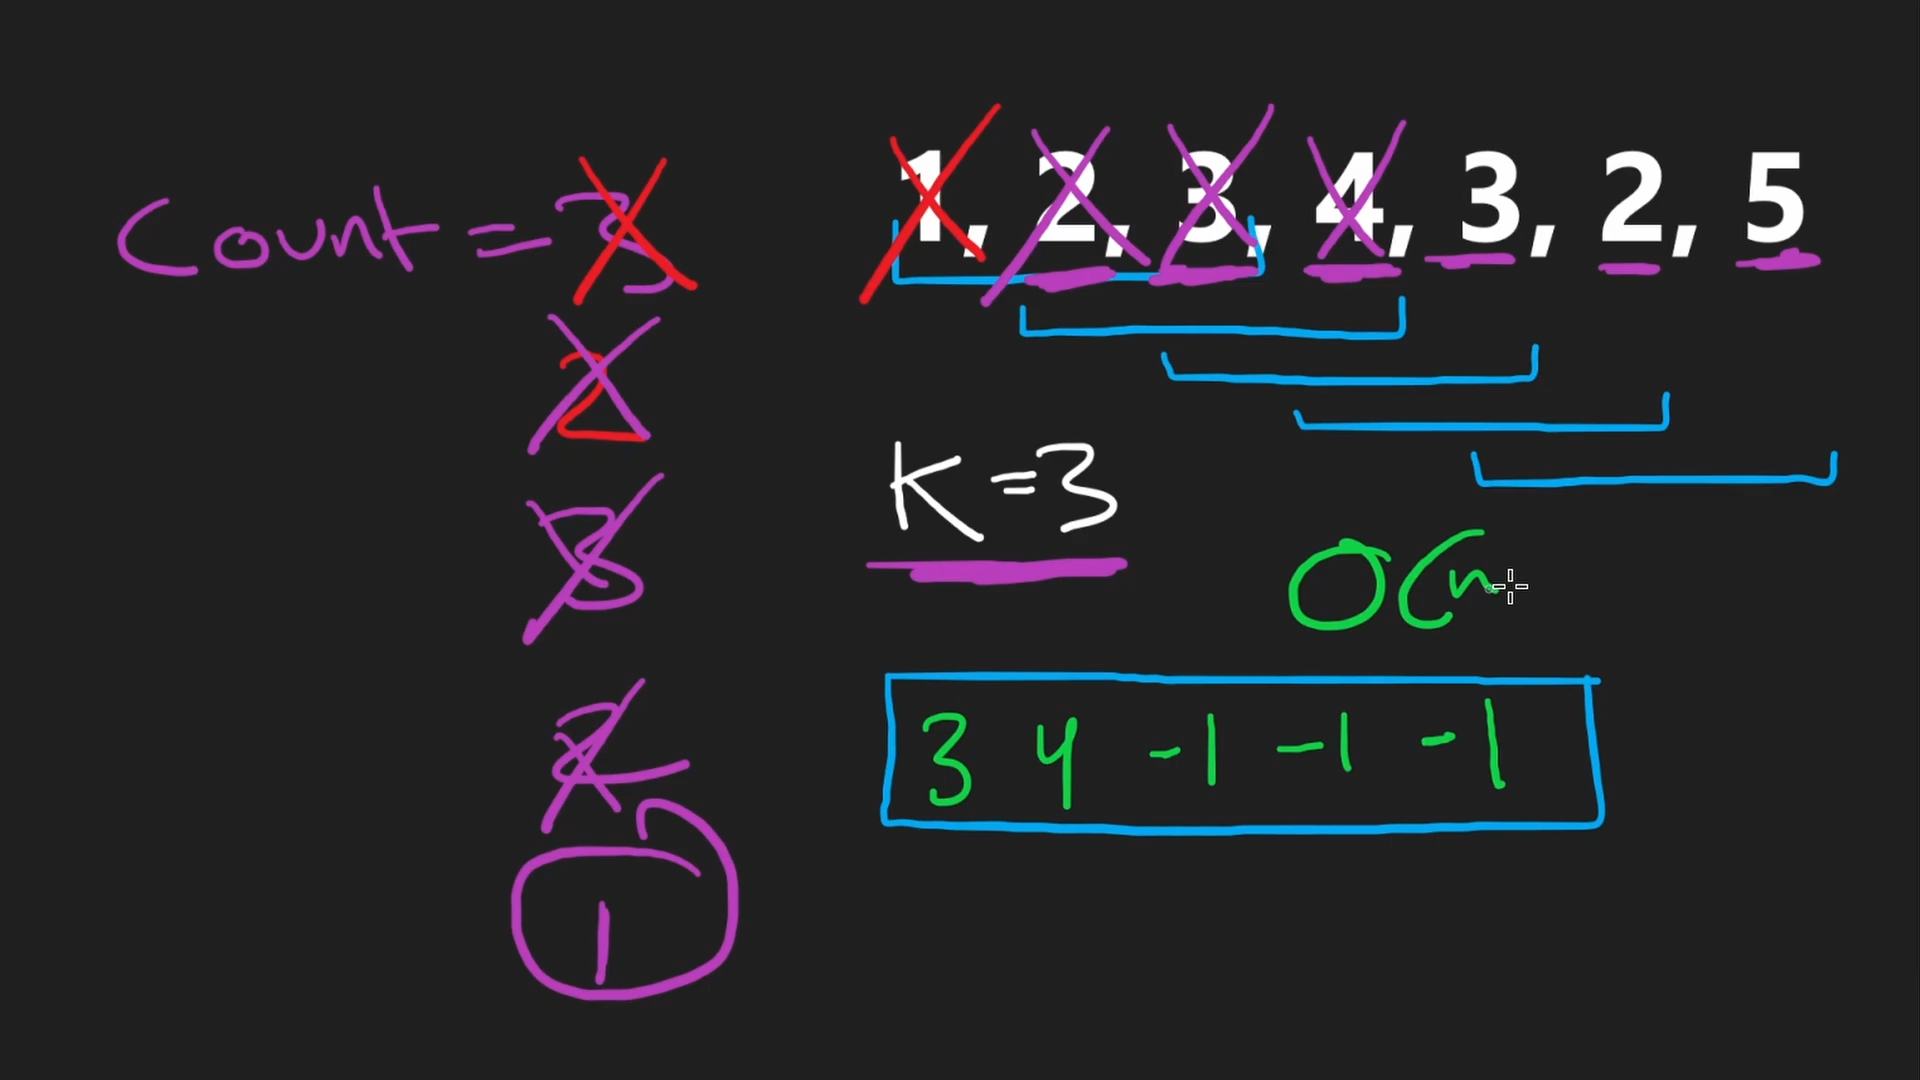 Count = 3
1, 2, 3, 4, 3, 2, 5
2
K = 3
3
O(n
2
3 4 -1 -1 -1
1